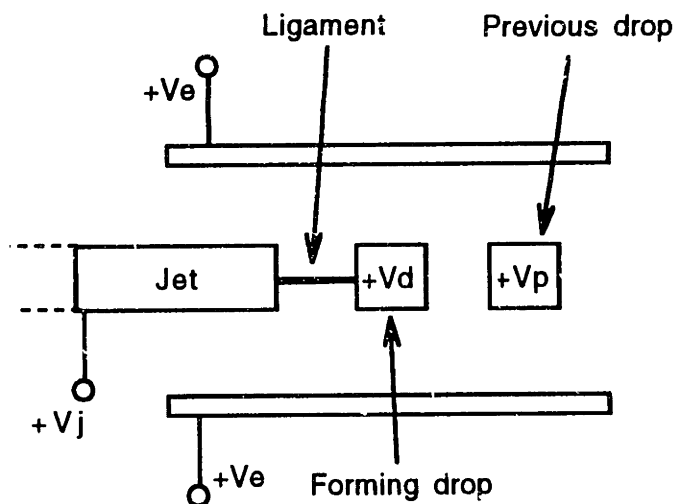 Ligament
Previous drop
+Ve
Jet
+Vd
+Vp
+Vj
+Ve
Forming drop